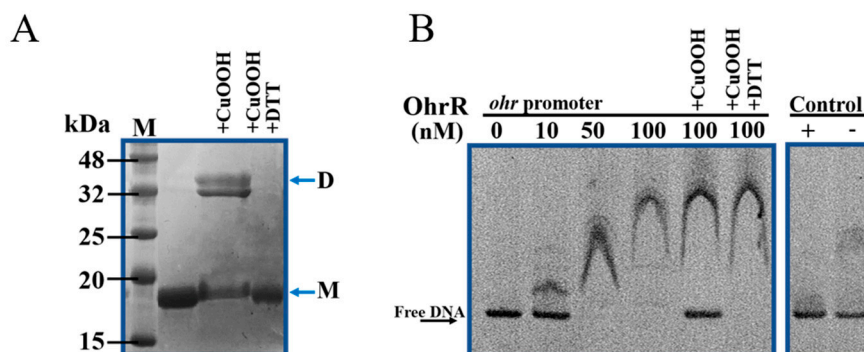 A
kDa
M
+CuOOH
+CuOOH
+DTT
48
32
25
20
15
D
M
B
OhrR
(nM)
ohr promoter
+CuOOH
+CuOOH
+DTT
0 10 50 100 100 100
Control
+ -
Free DNA